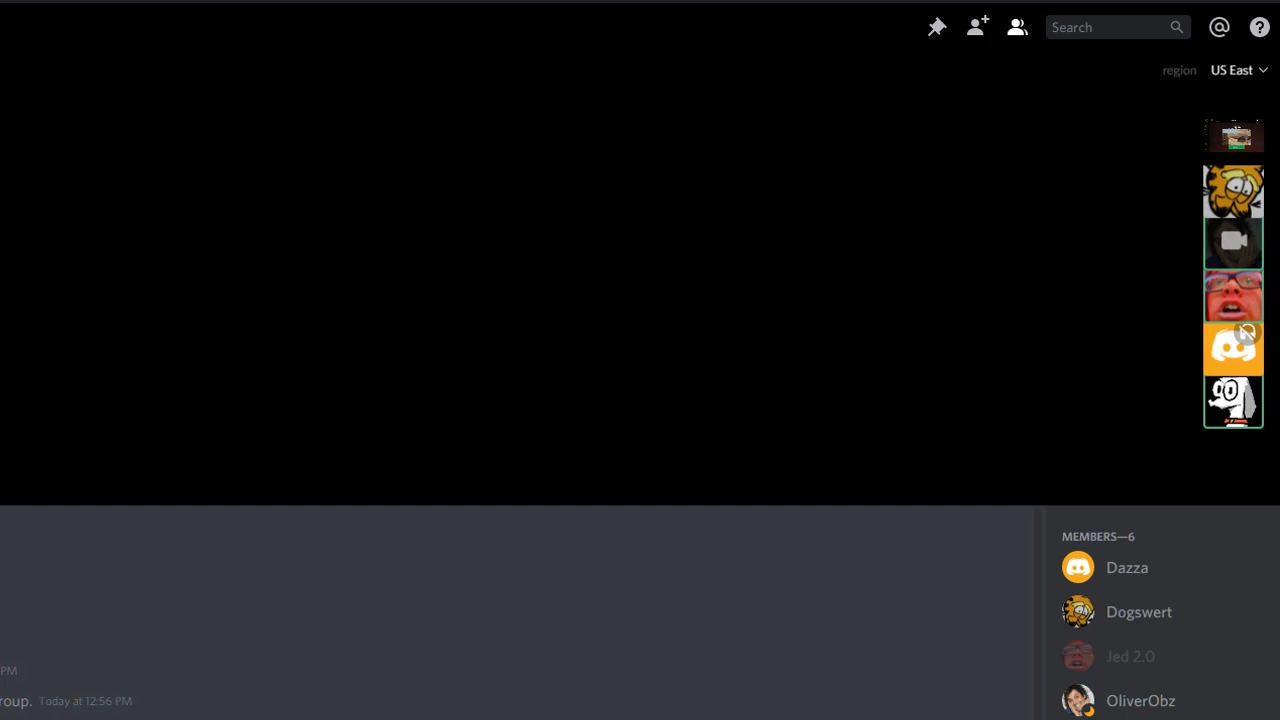 Search
region US East
MEMBERS—6
Dazza
Dogswert
Jed 2.0
PM
OliverObz
roup. Today at 12:56 PM